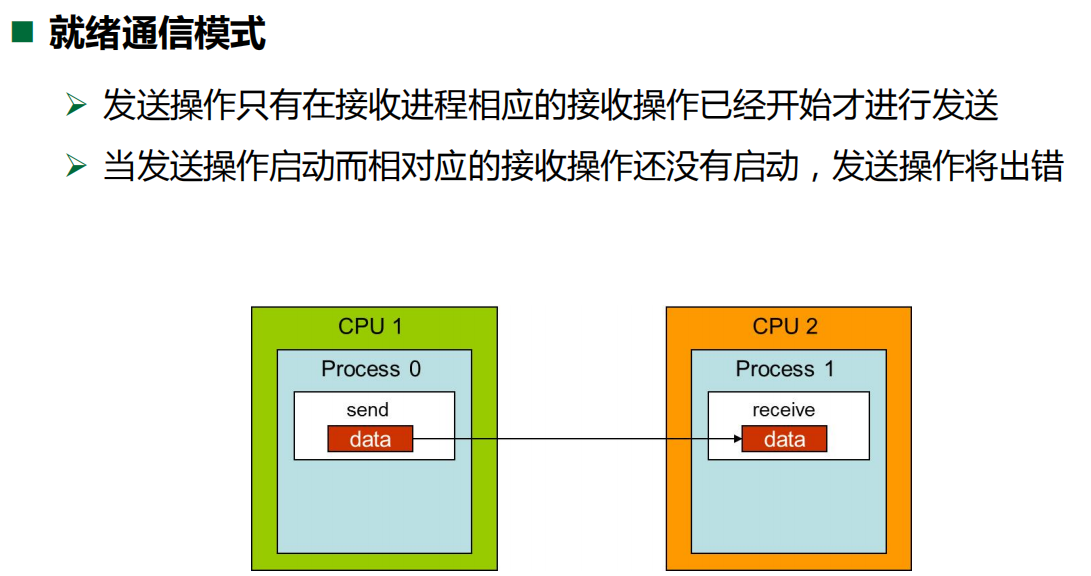 就绪通信模式
发送操作只有在接收进程相应的接收操作已经开始才进行发送
当发送操作启动而相对应的接收操作还没有启动，发送操作将出错
CPU 1
Process 0
send
data
CPU 2
Process 1
receive
data